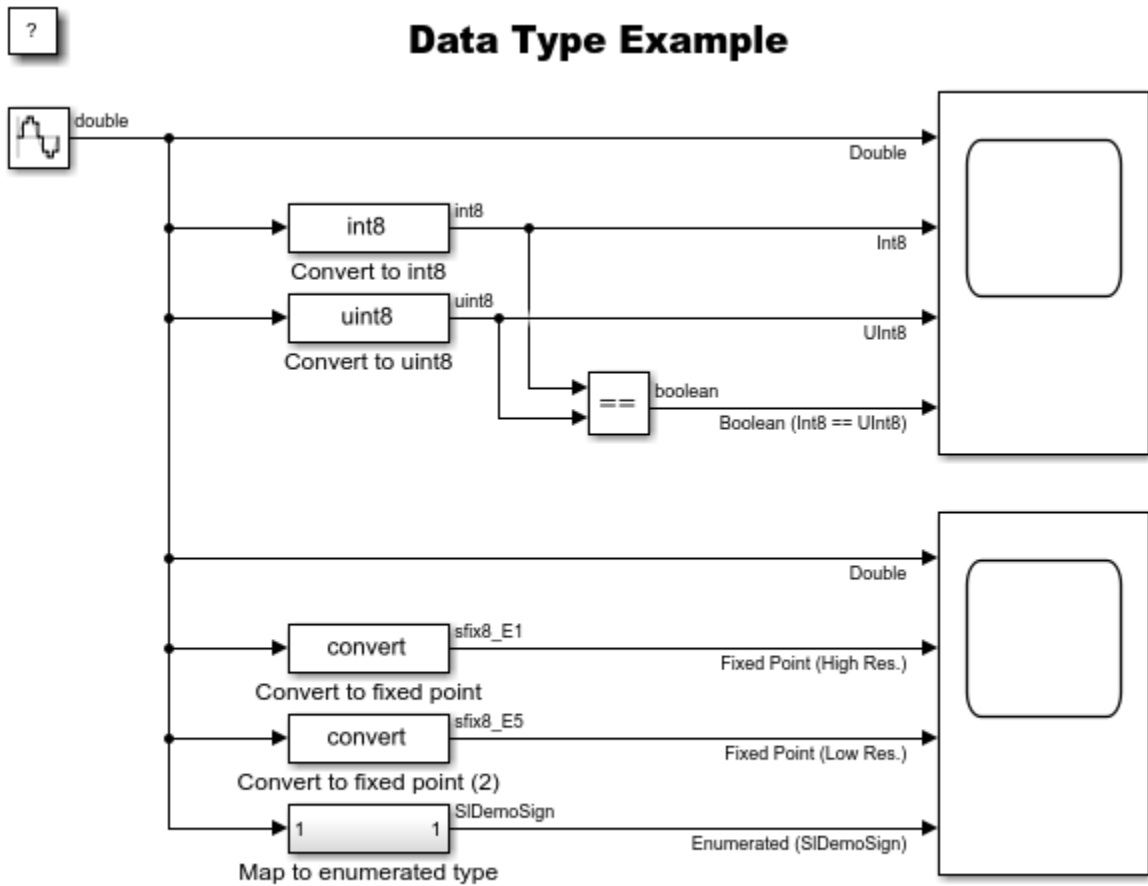 ?
Data Type Example
double
Double
int8
int8
Int8
Convert to int8
uint8
uint8
UInt8
Convert to uint8
==
boolean
Boolean (Int8 == UInt8)
Double
convert
sfix8_E1
Fixed Point (High Res.)
Convert to fixed point
convert
sfix8_E5
Fixed Point (Low Res.)
Convert to fixed point (2)
1 1
SlDemoSign
Enumerated (SlDemoSign)
Map to enumerated type